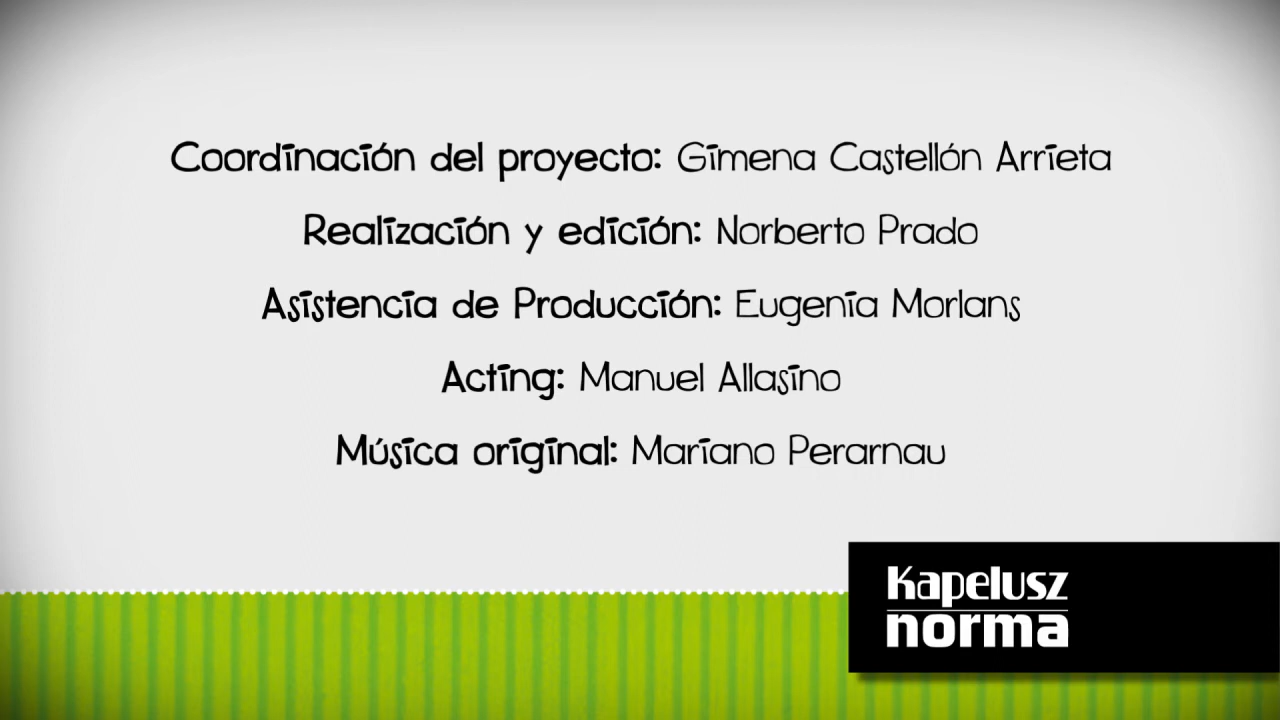 Coordinación del proyecto: Gimena Castellón Arrieta
Realización y edición: Norberto Prado
Asistencia de Producción: Eugenia Morlans
Acting: Manuel Allasino
Música original: Mariano Perarnau
Kapelusz
norma